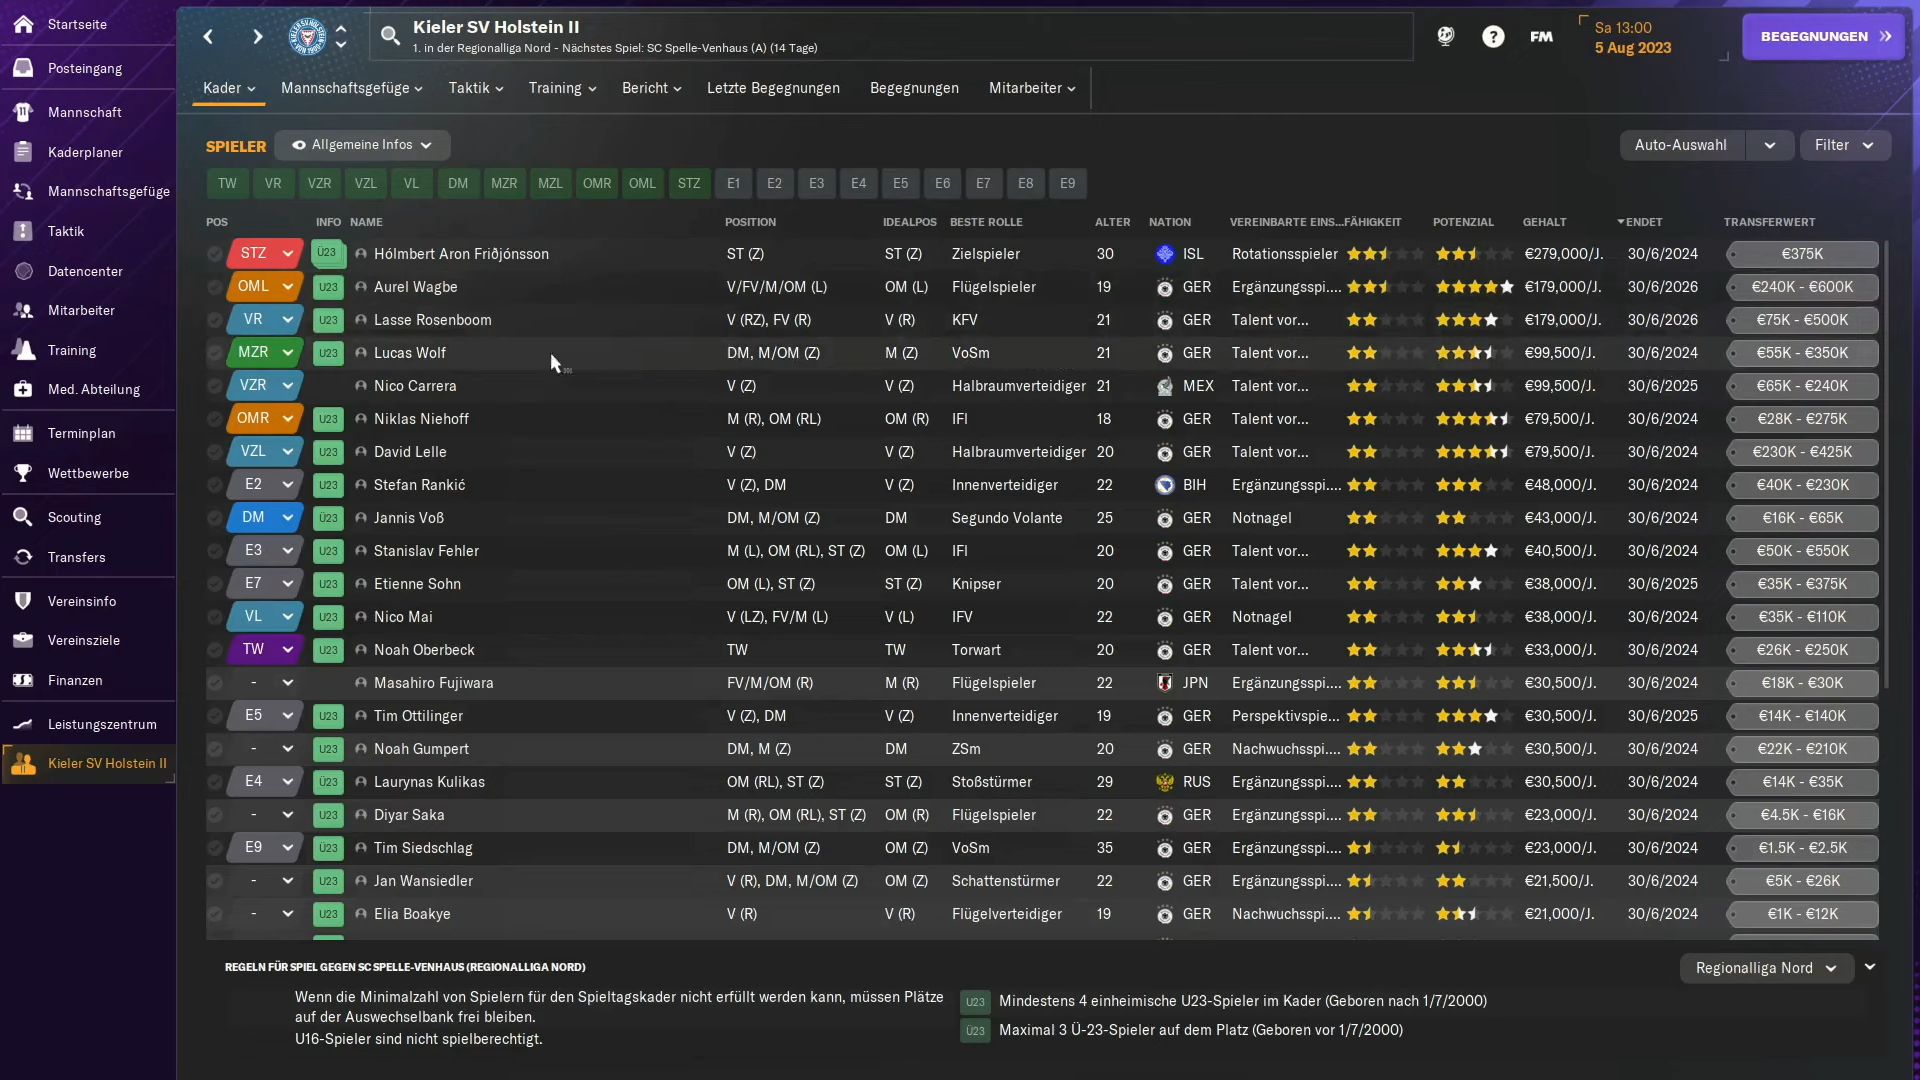 Startseite
Posteingang
Mannschaft
Kaderplaner
Mannschaftsgefüge
Taktik
Datencenter
Mitarbeiter
Training
Med. Abteilung
Terminplan
Wettbewerbe
Scouting
Transfers
Vereinsinfo
Vereinsziele
Finanzen
Leistungszentrum
Kieler SV Holstein II
Kieler SV Holstein II
1. in der Regionalliga Nord - Nächstes Spiel: SC Spelle-Venhaus (A) (14 Tage)
FM
Sa 13:00
5 Aug 2023
BEGEGNUNGEN
Kader Mannschaftsgefüge Taktik Training Bericht Letzte Begegnungen Begegnungen Mitarbeiter
SPIELER Allgemeine Infos Auto-Auswahl Filter
TW VR VZR VZL VL DM MZR MZL OMR OML STZ E1 E2 E3 E4 E5 E6 E7 E8 E9
POS INFO NAME POSITION IDEALPOS BESTE ROLLE ALTER NATION VEREINBARTE EINS...FÄHIGKEIT POTENZIAL GEHALT ENDET TRANSFERWERT
STZ Ü23 Hólmbert Aron Friðjónsson ST (Z) ST (Z) Zielspieler 30 ISL Rotationsspieler €279,000/J. 30/6/2024 €375K
OML U23 Aurel Wagbe V/FV/M/OM (L) OM (L) Flügelspieler 19 GER Ergänzungsspi.... €179,000/J. 30/6/2026 €240K - €600K
VR U23 Lasse Rosenboom V (RZ), FV (R) V (R) KFV 21 GER Talent vor... €179,000/J. 30/6/2026 €75K - €500K
MZR U23 Lucas Wolf DM, M/OM (Z) M (Z) VoSm 21 GER Talent vor... €99,500/J. 30/6/2024 €55K - €350K
VZR Nico Carrera V (Z) V (Z) Halbraumverteidiger 21 MEX Talent vor... €99,500/J. 30/6/2025 €65K - €240K
OMR U23 Niklas Niehoff M (R), OM (RL) OM (R) IFl 18 GER Talent vor... €79,500/J. 30/6/2024 €28K - €275K
VZL U23 David Lelle V (Z) V (Z) Halbraumverteidiger 20 GER Talent vor... €79,500/J. 30/6/2024 €230K - €425K
E2 U23 Stefan Rankić V (Z), DM V (Z) Innenverteidiger 22 BIH Ergänzungsspi.... €48,000/J. 30/6/2024 €40K - €230K
DM Ü23 Jannis Voß DM, M/OM (Z) DM Segundo Volante 25 GER Notnagel €43,000/J. 30/6/2024 €16K - €65K
E3 U23 Stanislav Fehler M (L), OM (RL), ST (Z) OM (L) IFl 20 GER Talent vor... €40,500/J. 30/6/2024 €50K - €550K
E7 U23 Etienne Sohn OM (L), ST (Z) ST (Z) Knipser 20 GER Talent vor... €38,000/J. 30/6/2025 €35K - €375K
VL U23 Nico Mai V (LZ), FV/M (L) V (L) IFV 22 GER Notnagel €38,000/J. 30/6/2024 €35K - €110K
TW U23 Noah Oberbeck TW TW Torwart 20 GER Talent vor... €33,000/J. 30/6/2024 €26K - €250K
- Masahiro Fujiwara FV/M/OM (R) M (R) Flügelspieler 22 JPN Ergänzungsspi.... €30,500/J. 30/6/2024 €18K - €30K
E5 U23 Tim Ottilinger V (Z), DM V (Z) Innenverteidiger 19 GER Perspektivspie... €30,500/J. 30/6/2025 €14K - €140K
- U23 Noah Gumpert DM, M (Z) DM ZSm 20 GER Nachwuchsspi.... €30,500/J. 30/6/2024 €22K - €210K
E4 Ü23 Laurynas Kulikas OM (RL), ST (Z) ST (Z) Stoßstürmer 29 RUS Ergänzungsspi.... €30,500/J. 30/6/2024 €14K - €35K
- Ü23 Diyar Saka M (R), OM (RL), ST (Z) OM (R) Flügelspieler 22 GER Ergänzungsspi.... €23,000/J. 30/6/2024 €4.5K - €16K
E9 Ü23 Tim Siedschlag DM, M/OM (Z) OM (Z) VoSm 35 GER Ergänzungsspi.... €23,000/J. 30/6/2024 €1.5K - €2.5K
- U23 Jan Wansiedler V (R), DM, M/OM (Z) OM (Z) Schattenstürmer 22 GER Ergänzungsspi.... €21,500/J. 30/6/2024 €5K - €26K
- U23 Elia Boakye V (R) V (R) Flügelverteidiger 19 GER Nachwuchsspi.... €21,000/J. 30/6/2024 €1K - €12K
REGELN FÜR SPIEL GEGEN SC SPELLE-VENHAUS (REGIONALLIGA NORD) Regionalliga Nord
Wenn die Minimalzahl von Spielern für den Spieltagskader nicht erfüllt werden kann, müssen Plätze
auf der Auswechselbank frei bleiben.
U16-Spieler sind nicht spielberechtigt.
U23 Mindestens 4 einheimische U23-Spieler im Kader (Geboren nach 1/7/2000)
Ü23 Maximal 3 Ü-23-Spieler auf dem Platz (Geboren vor 1/7/2000)